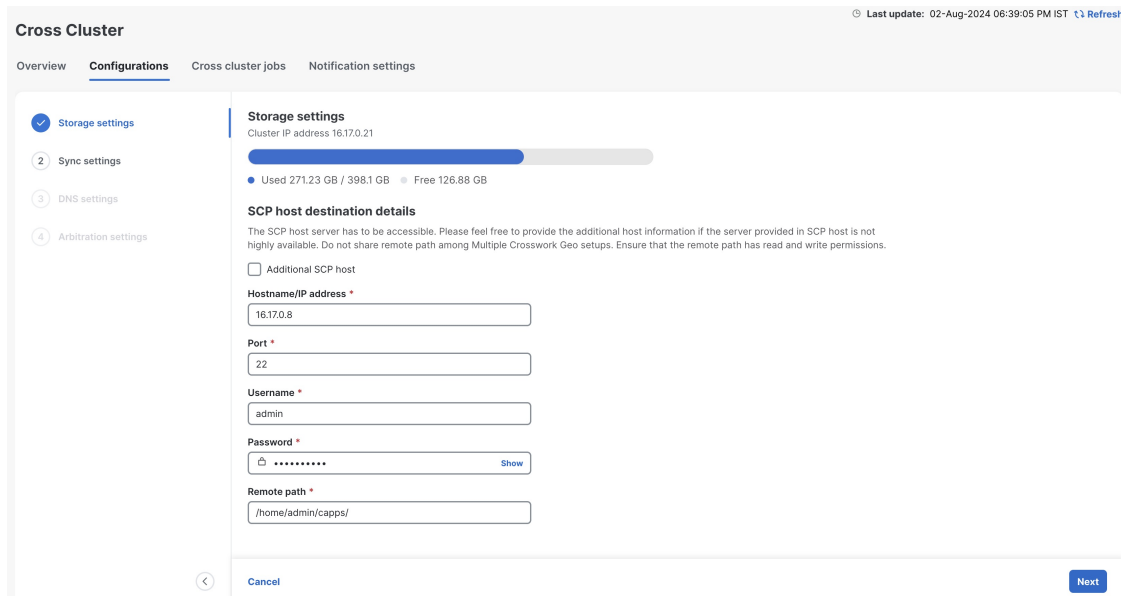 Last update: 02-Aug-2024 06:39:05 PM IST Refresh
Cross Cluster
Overview Configurations Cross cluster jobs Notification settings
Storage settings
2 Sync settings
3 DNS settings
4 Arbitration settings
Storage settings
Cluster IP address 16.17.0.21
Used 271.23 GB / 398.1 GB Free 126.88 GB
SCP host destination details
The SCP host server has to be accessible. Please feel free to provide the additional host information if the server provided in SCP host is not
highly available. Do not share remote path among Multiple Crosswork Geo setups. Ensure that the remote path has read and write permissions.
Additional SCP host
Hostname/IP address *
16.17.0.8
Port *
22
Username *
admin
Password *
•••••••••• Show
Remote path *
/home/admin/capps/
Cancel Next